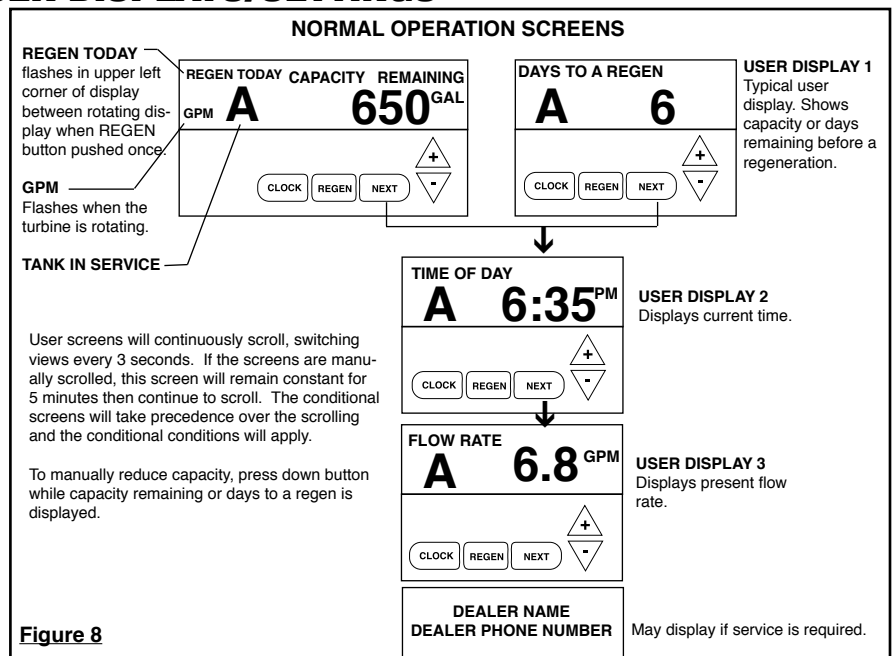 NORMAL OPERATION SCREENS
REGEN TODAY
flashes in upper left
corner of display
between rotating dis-
play when REGEN
button pushed once.
GPM
Flashes when the
turbine is rotating.
TANK IN SERVICE
REGEN TODAY CAPACITY REMAINING
GPM A 650 GAL
+
CLOCK REGEN NEXT -
DAYS TO A REGEN
A 6
+
CLOCK REGEN NEXT -
USER DISPLAY 1
Typical user
display. Shows
capacity or days
remaining before a
regeneration.
TIME OF DAY
A 6:35 PM
+
CLOCK REGEN NEXT -
USER DISPLAY 2
Displays current time.
User screens will continuously scroll, switching
views every 3 seconds. If the screens are manu-
ally scrolled, this screen will remain constant for
5 minutes then continue to scroll. The conditional
screens will take precedence over the scrolling
and the conditional conditions will apply.
To manually reduce capacity, press down button
while capacity remaining or days to a regen is
displayed.
FLOW RATE
A 6.8 GPM
+
CLOCK REGEN NEXT -
USER DISPLAY 3
Displays present flow
rate.
DEALER NAME
DEALER PHONE NUMBER
May display if service is required.
Figure 8